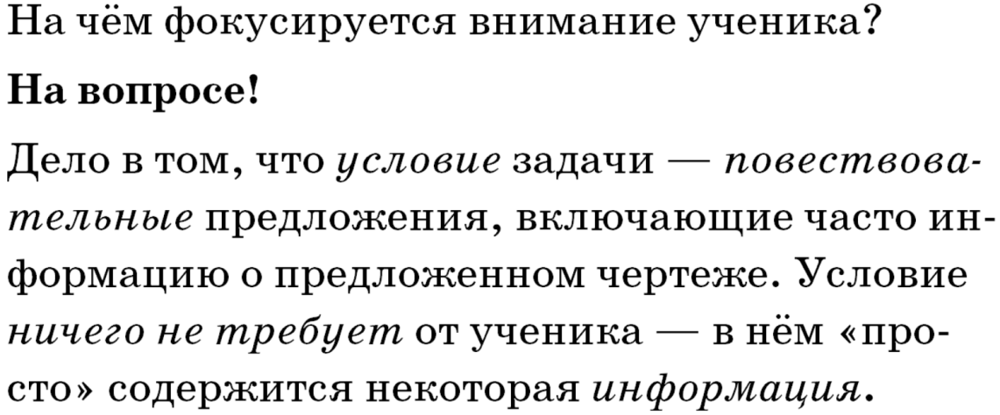 На чём фокусируется внимание ученика?
На вопросе!
Дело в том, что условие задачи — повествова-
тельные предложения, включающие часто ин-
формацию о предложенном чертеже. Условие
ничего не требует от ученика — в нём «про-
сто» содержится некоторая информация.